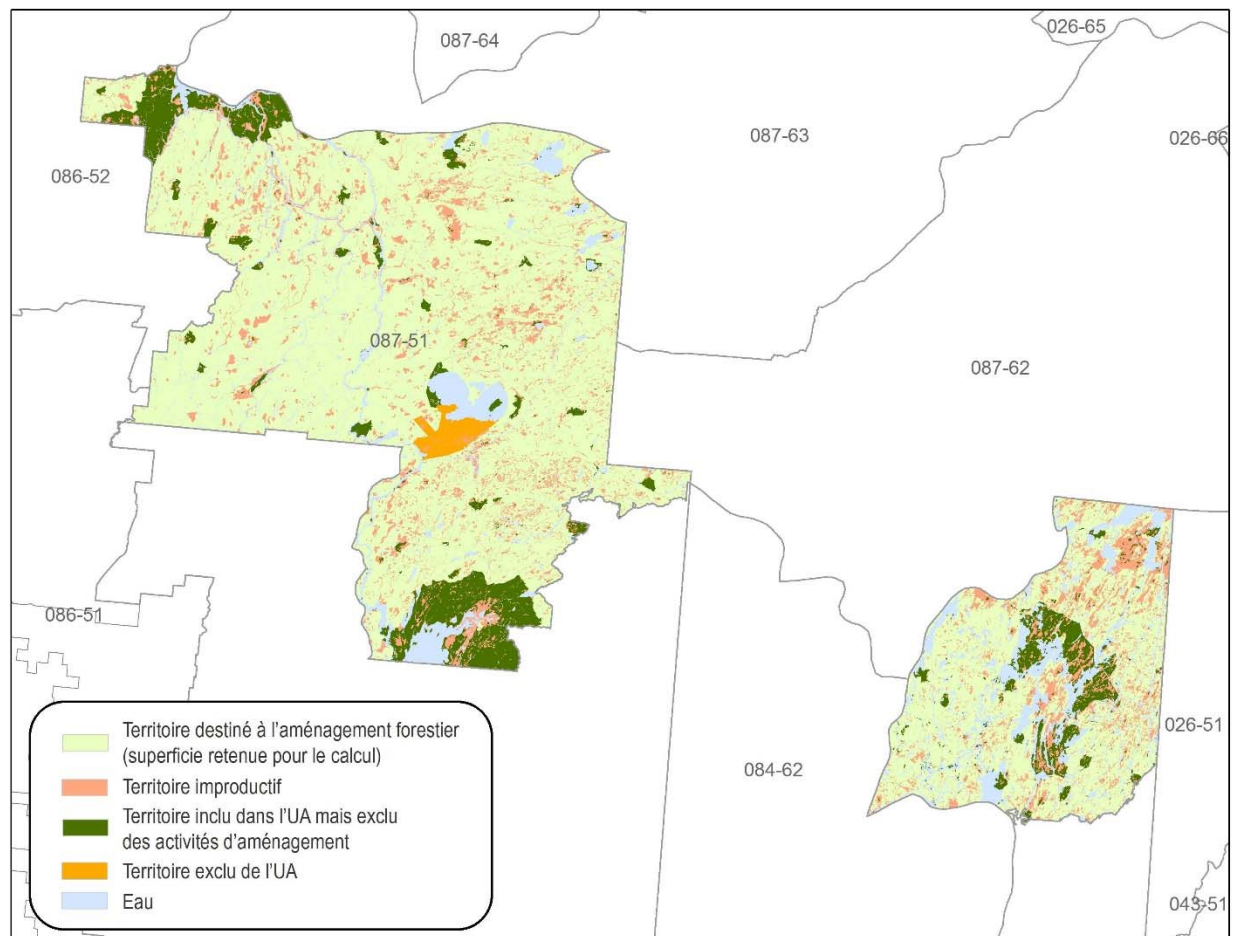 087-64
026-65
087-63
026-66
086-52
087-51
087-62
086-51
026-51
084-62
043-51
Territoire destiné à l'aménagement forestier
(superficie retenue pour le calcul)
Territoire improductif
Territoire inclu dans l'UA mais exclu
des activités d'aménagement
Territoire exclu de l'UA
Eau